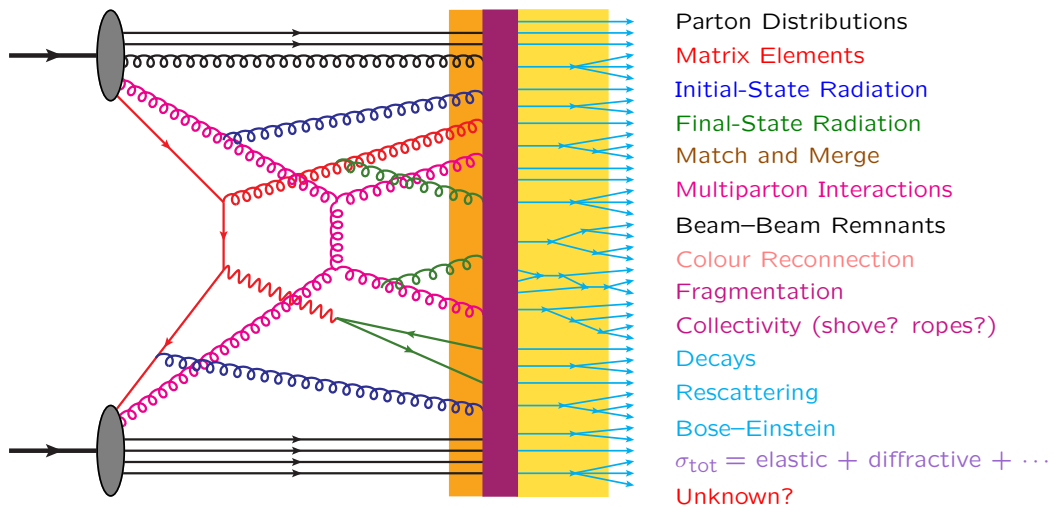 Parton Distributions
Matrix Elements
Initial-State Radiation
Final-State Radiation
Match and Merge
Multiparton Interactions
Beam–Beam Remnants
Colour Reconnection
Fragmentation
Collectivity (shove? ropes?)
Decays
Rescattering
Bose–Einstein
σtot = elastic + diffractive + ⋯
Unknown?